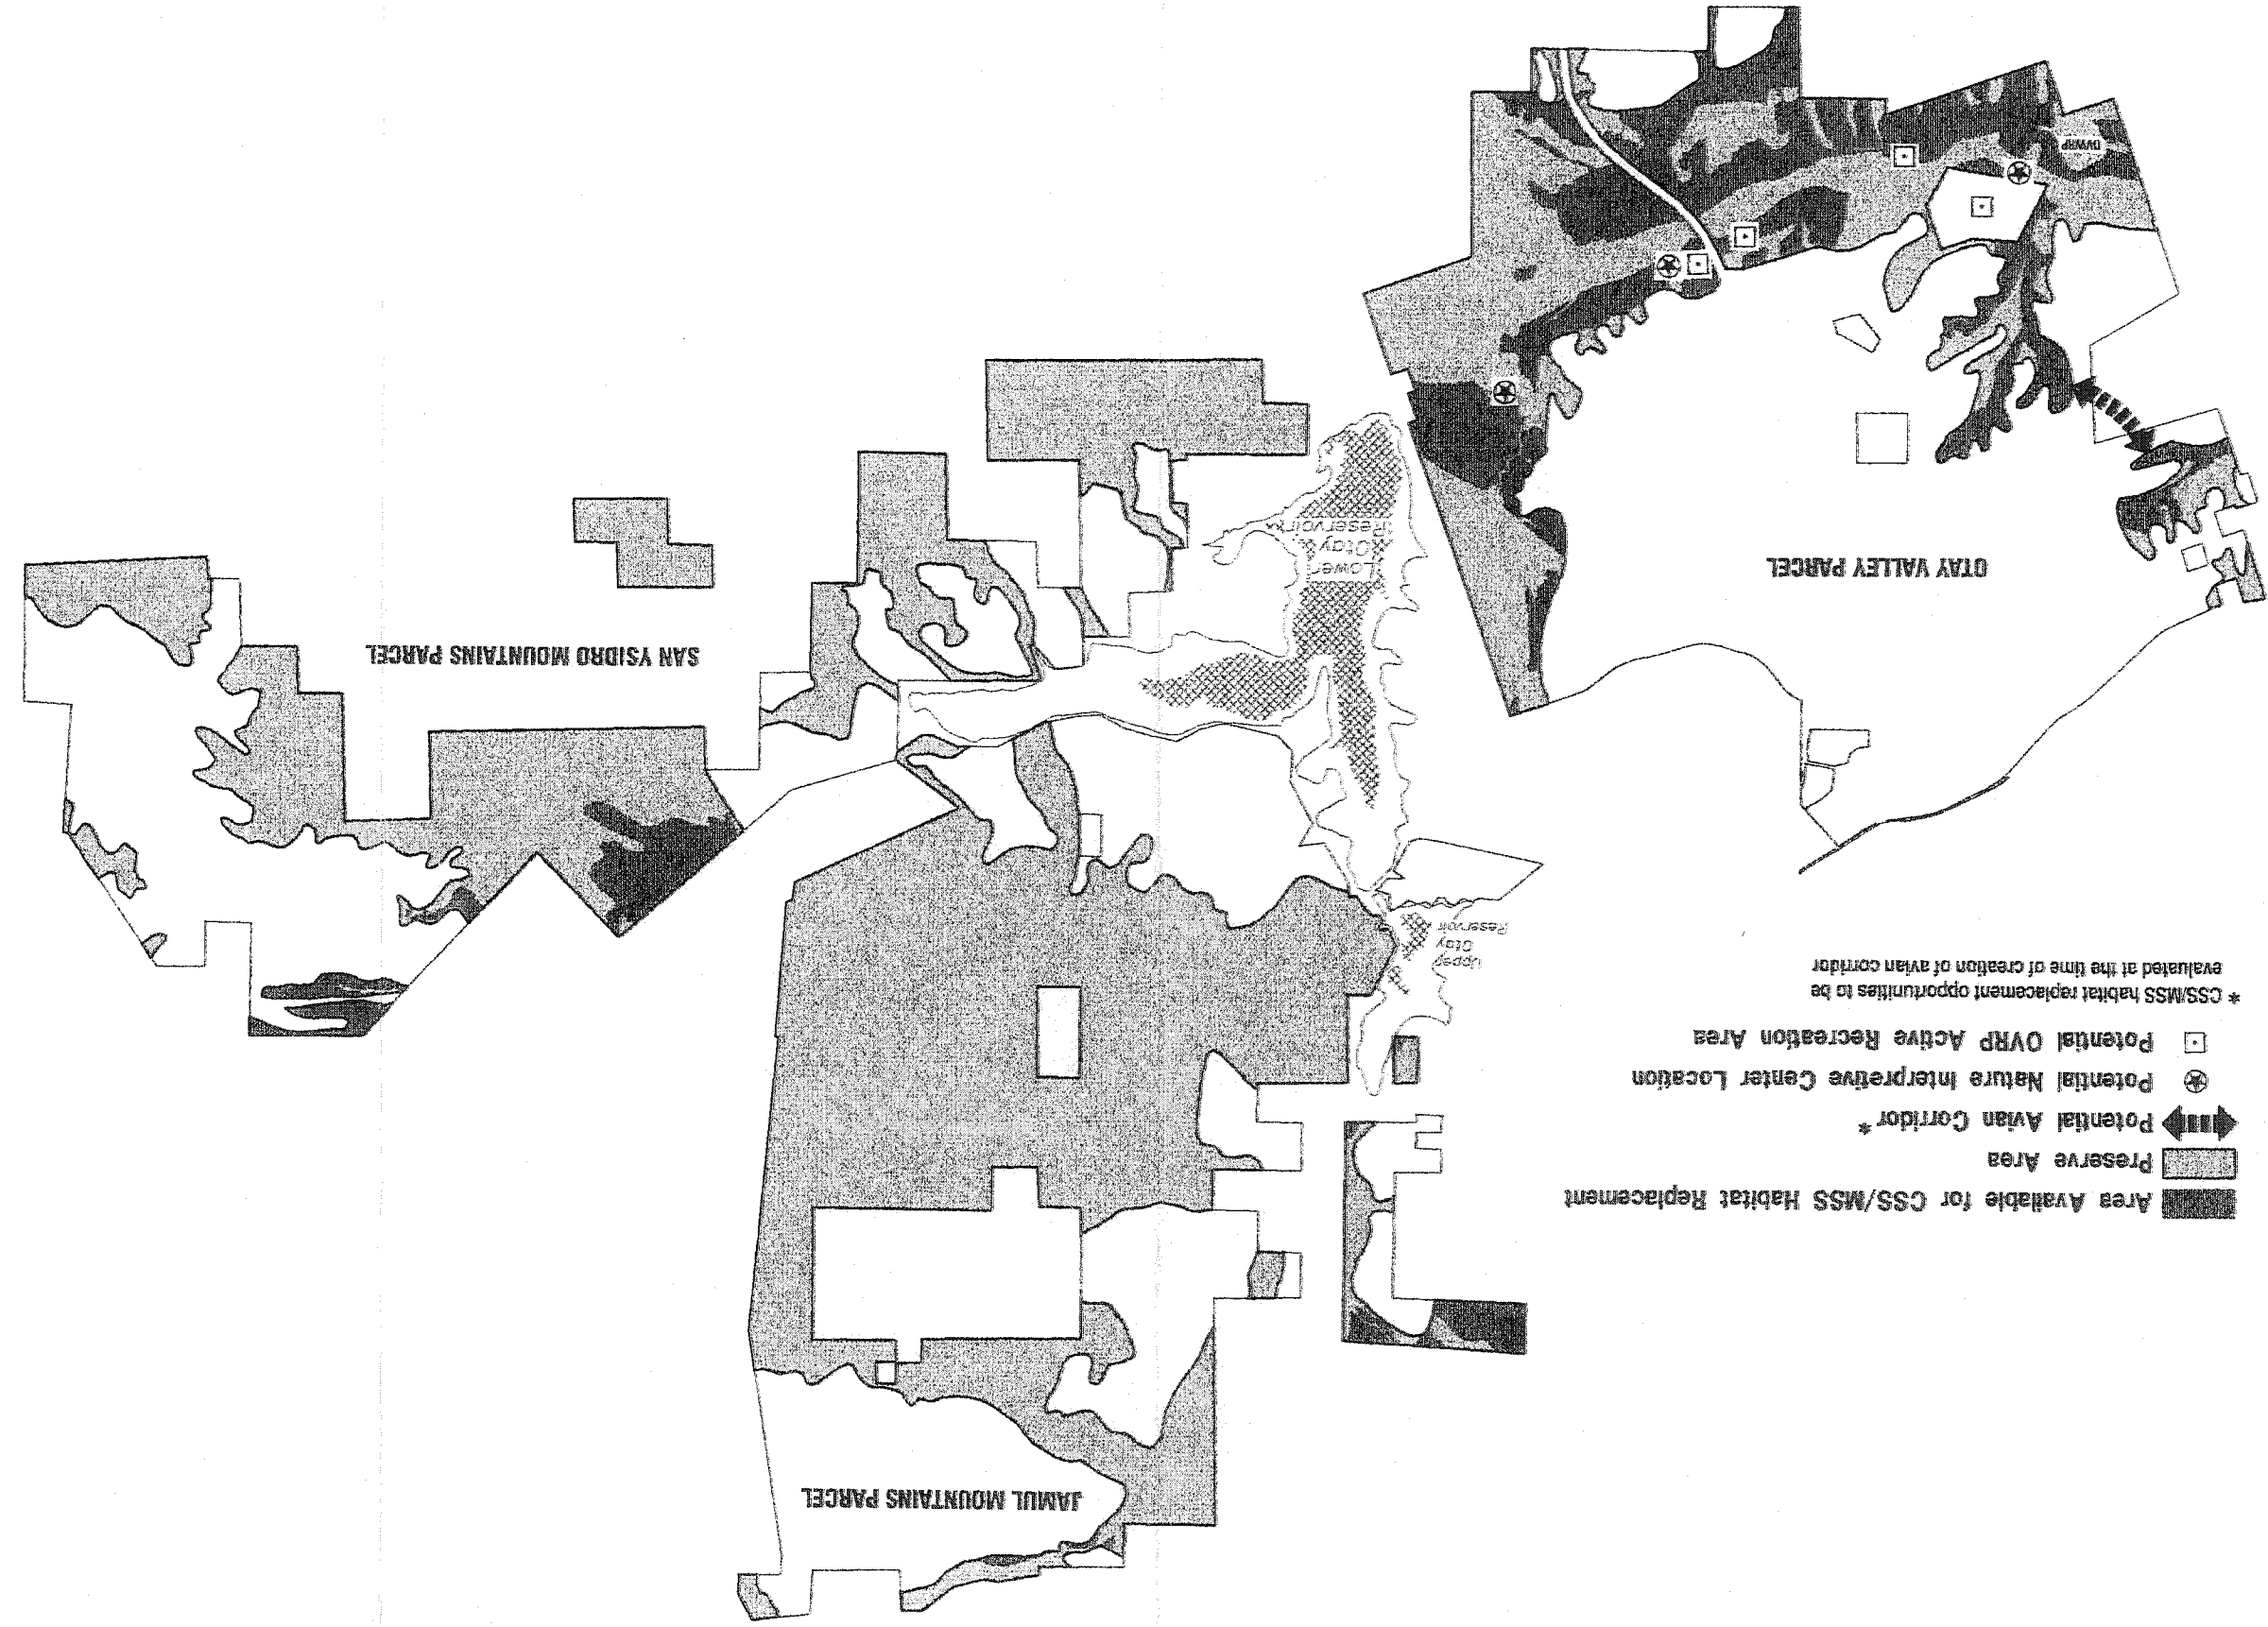 JAMUL MOUNTAINS PARCEL
Area Available for CSS/MSS Habitat Replacement
Preserve Area
Potential Avian Corridor *
Potential Nature Interpretive Center Location
Potential OVRP Active Recreation Area
* CSS/MSS habitat replacement opportunities to be
evaluated at the time of creation of avian corridor
Upper
Otay
Reservoir
SAN YSIDRO MOUNTAINS PARCEL
OTAY VALLEY PARCEL
Lower
Otay
Reservoir
OVWRP